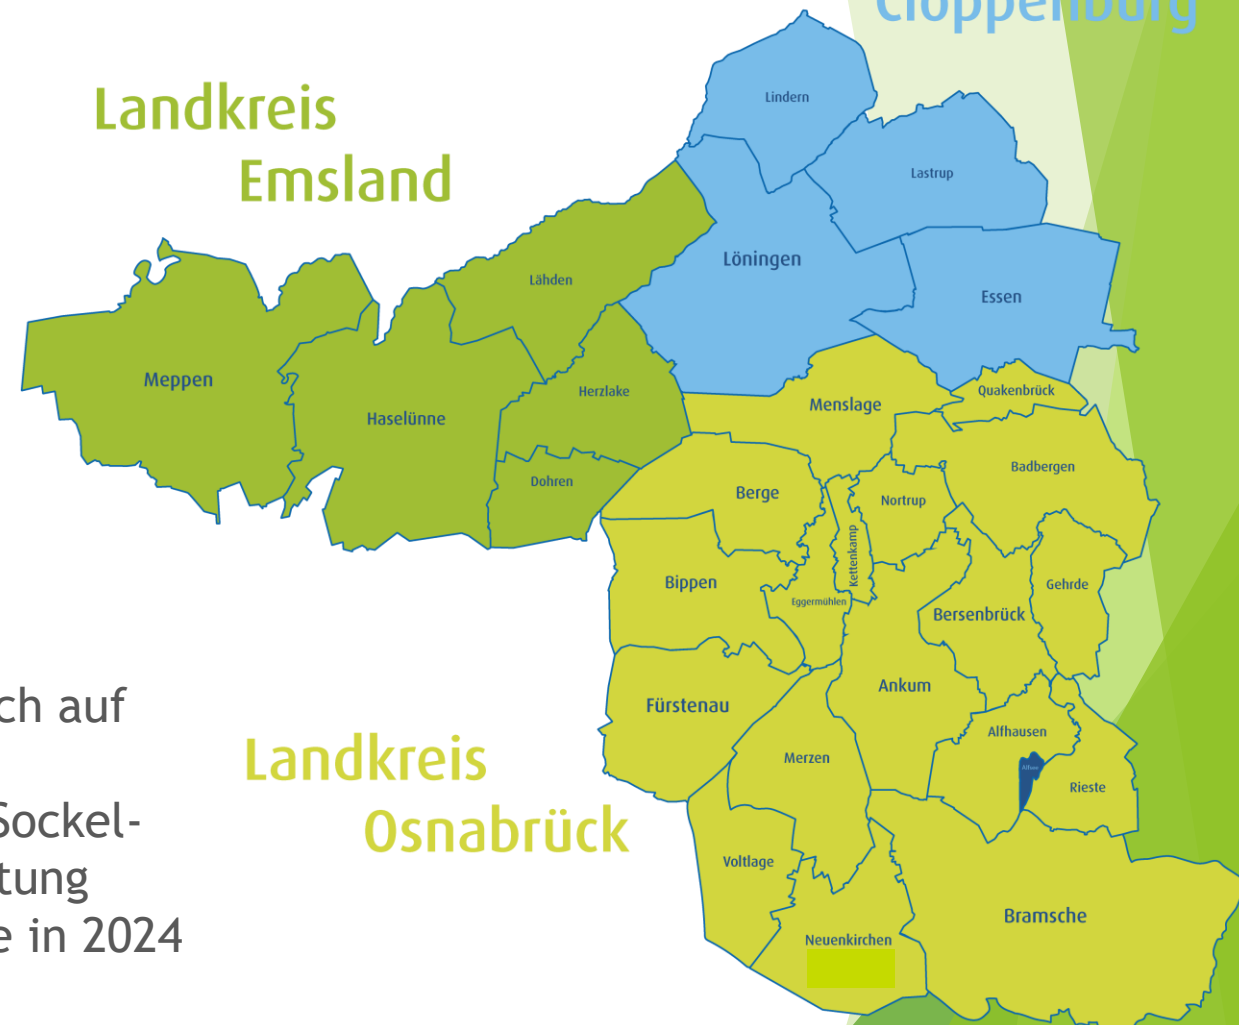 Cloppenburg
Landkreis
Emsland
Lindern
Lastrup
Löningen
Essen
Lähden
Meppen
Herzlake
Haselünne
Menslage
Quakenbrück
Dohren
Berge
Nortrup
Badbergen
Kettenkamp
Bippen
Eggermühlen
Bersenbrück
Gehrde
ch auf
Fürstenau
Ankum
Alfhausen
Landkreis
Osnabrück
Merzen
Rieste
Sockel-
tung
e in 2024
Voltlage
Bramsche
Neuenkirchen